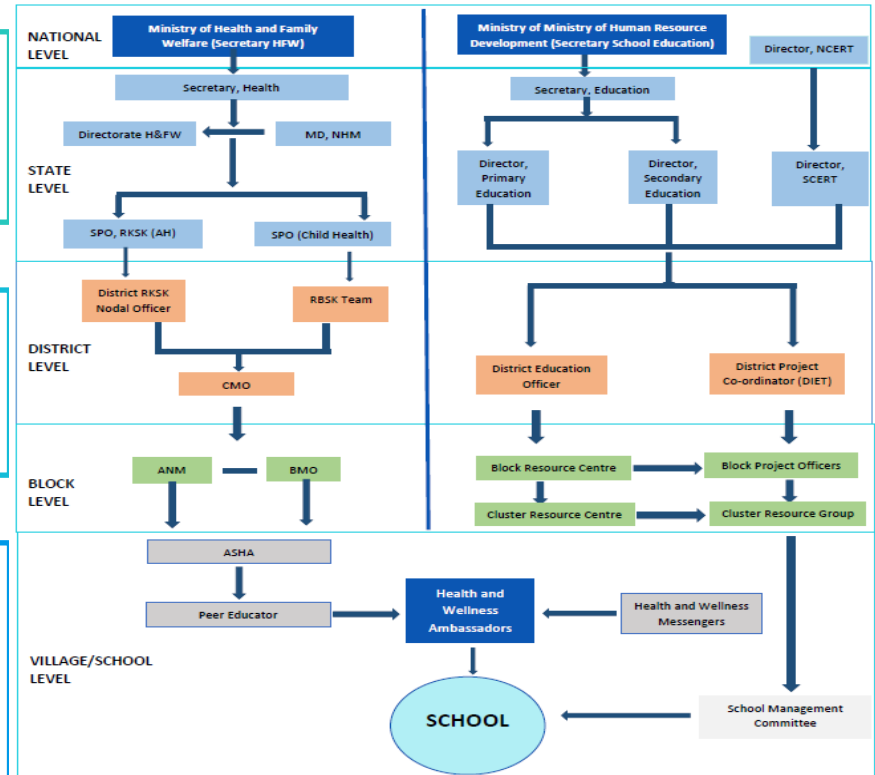 NATIONAL
LEVEL
Ministry of Health and Family
Welfare (Secretary HFW)
Ministry of Ministry of Human Resource
Development (Secretary School Education)
Director, NCERT
STATE
LEVEL
Secretary, Health
Secretary, Education
Directorate H&FW
MD, NHM
Director,
Primary
Education
Director,
Secondary
Education
Director,
SCERT
SPO, RKSK (AH)
SPO (Child Health)
DISTRICT
LEVEL
District RKSK
Nodal Officer
RBSK Team
CMO
District Education
Officer
District Project
Co-ordinator (DIET)
BLOCK
LEVEL
ANM
BMO
Block Resource Centre
Block Project Officers
Cluster Resource Centre
Cluster Resource Group
VILLAGE/SCHOOL
LEVEL
ASHA
Peer Educator
Health and
Wellness
Ambassadors
Health and Wellness
Messengers
SCHOOL
School Management
Committee